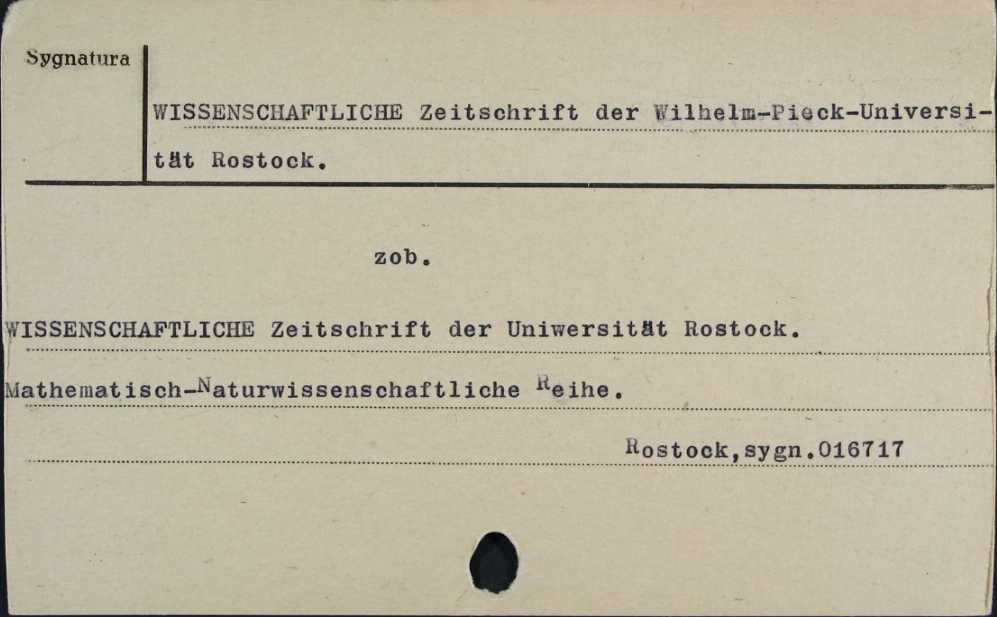 Sygnatura
WISSENSCHAFTLICHE Zeitschrift der Wilhelm-Pieck-Universi-
tät Rostock.
zob.
WISSENSCHAFTLICHE Zeitschrift der Uniwersität Rostock.
Mathematisch-Naturwissenschaftliche Reihe.
Rostock,sygn.016717